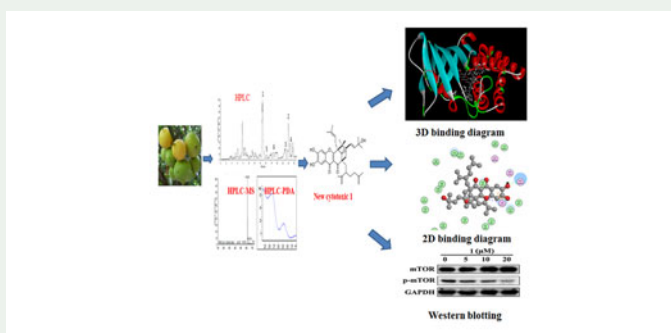 HPLC
HPLC-MS
HPLC-PDA
New cytotoxic 1
3D binding diagram
2D binding diagram
1 (μM)
0 5 10 20
mTOR
p-mTOR
GAPDH
Western blotting